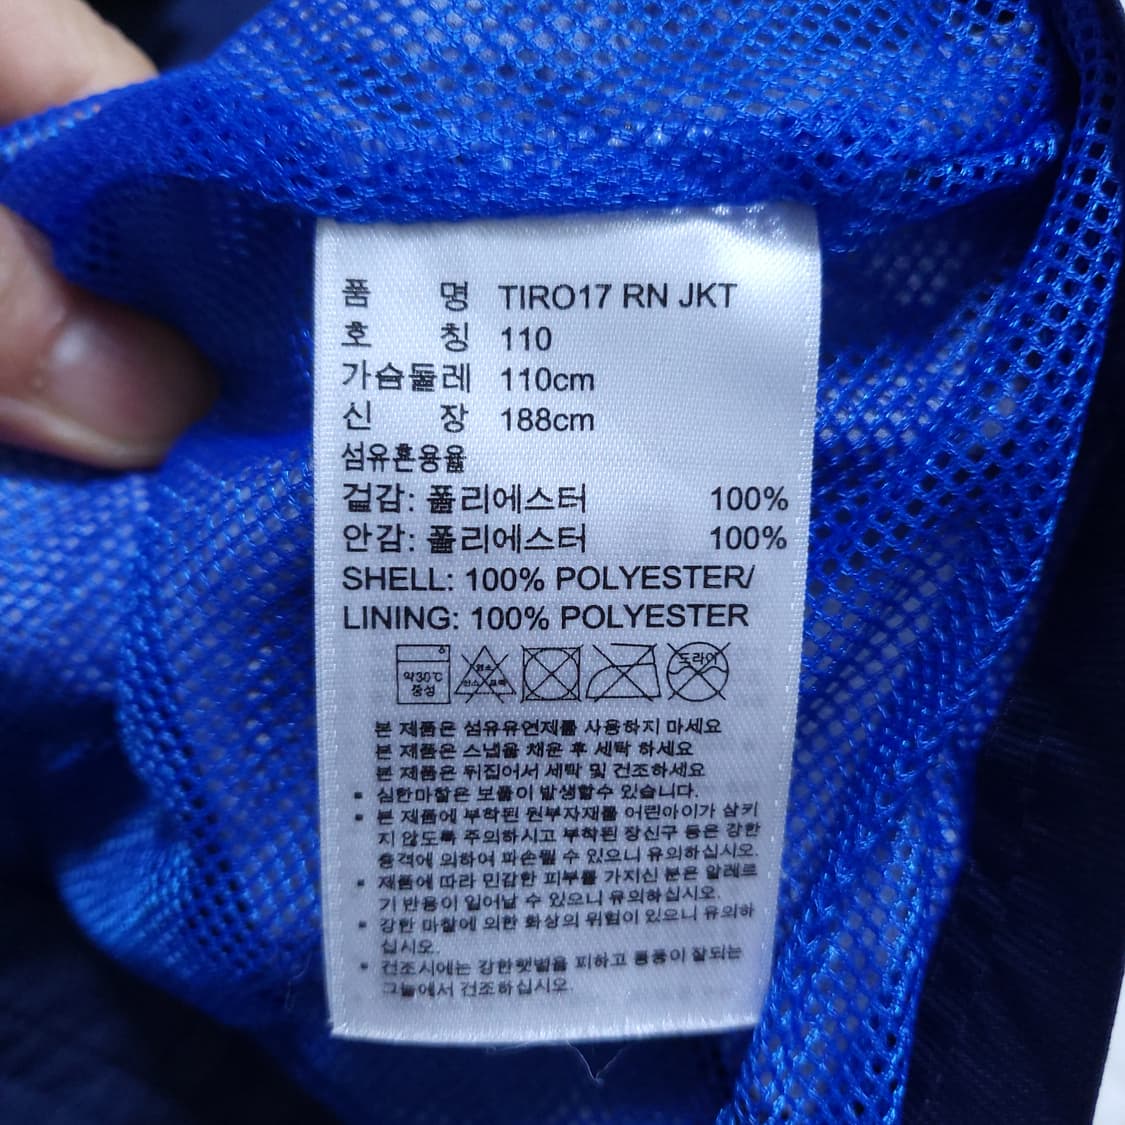 품 명 TIRO17 RN JKT
호 칭 110
가슴둘레 110cm
신 장 188cm
섬유혼용율
겉감: 폴리에스터 100%
안감: 폴리에스터 100%
SHELL: 100% POLYESTER/
LINING: 100% POLYESTER
약30℃
중성
염소
산소 표백
드라이
본 제품은 섬유유연제를 사용하지 마세요
본 제품은 스냅을 채운 후 세탁 하세요
본 제품은 뒤집어서 세탁 및 건조하세요
▪ 심한마찰은 보풀이 발생할수 있습니다.
▪ 본 제품에 부착된 원부자재를 어린아이가 삼키
지 않도록 주의하시고 부착된 장신구 등은 강한
충격에 의하여 파손될 수 있으니 유의하십시오.
▪ 제품에 따라 민감한 피부를 가지신 분은 알레르
기 반응이 일어날 수 있으니 유의하십시오.
▪ 강한 마찰에 의한 화상의 위험이 있으니 유의하
십시오.
▪ 건조시에는 강한햇볕을 피하고 통풍이 잘되는
그늘에서 건조하십시오.